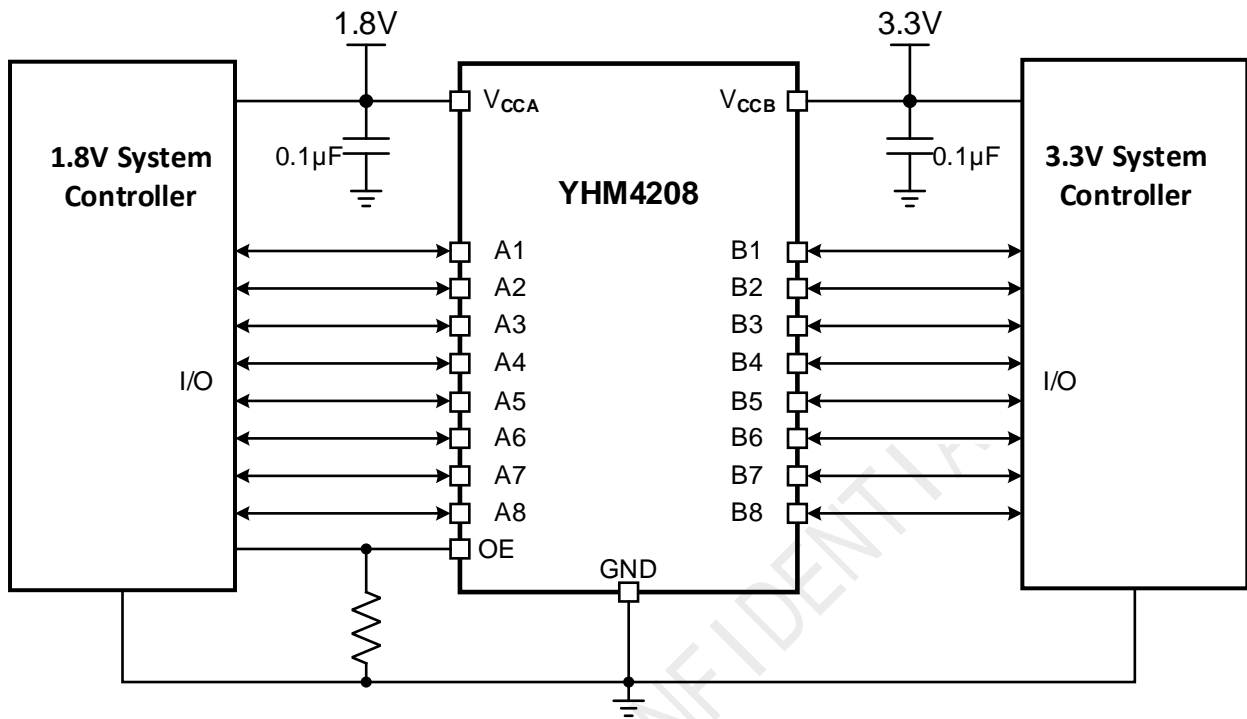 1.8V
3.3V
VCCA
VCCB
0.1µF
0.1µF
1.8V System
Controller
YHM4208
3.3V System
Controller
A1
B1
A2
B2
A3
B3
A4
B4
I/O
I/O
A5
B5
A6
B6
A7
B7
A8
B8
OE
GND
NFIDENTIA